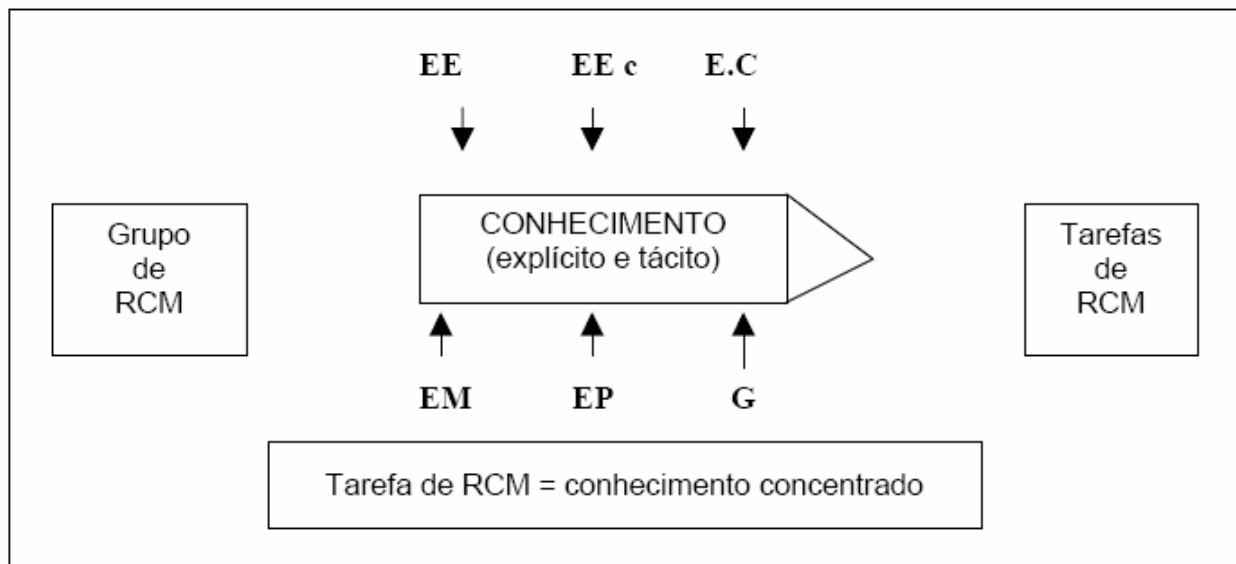 EE EE c E.C
Grupo
de
RCM
CONHECIMENTO
(explícito e tácito)
Tarefas
de
RCM
EM EP G
Tarefa de RCM = conhecimento concentrado